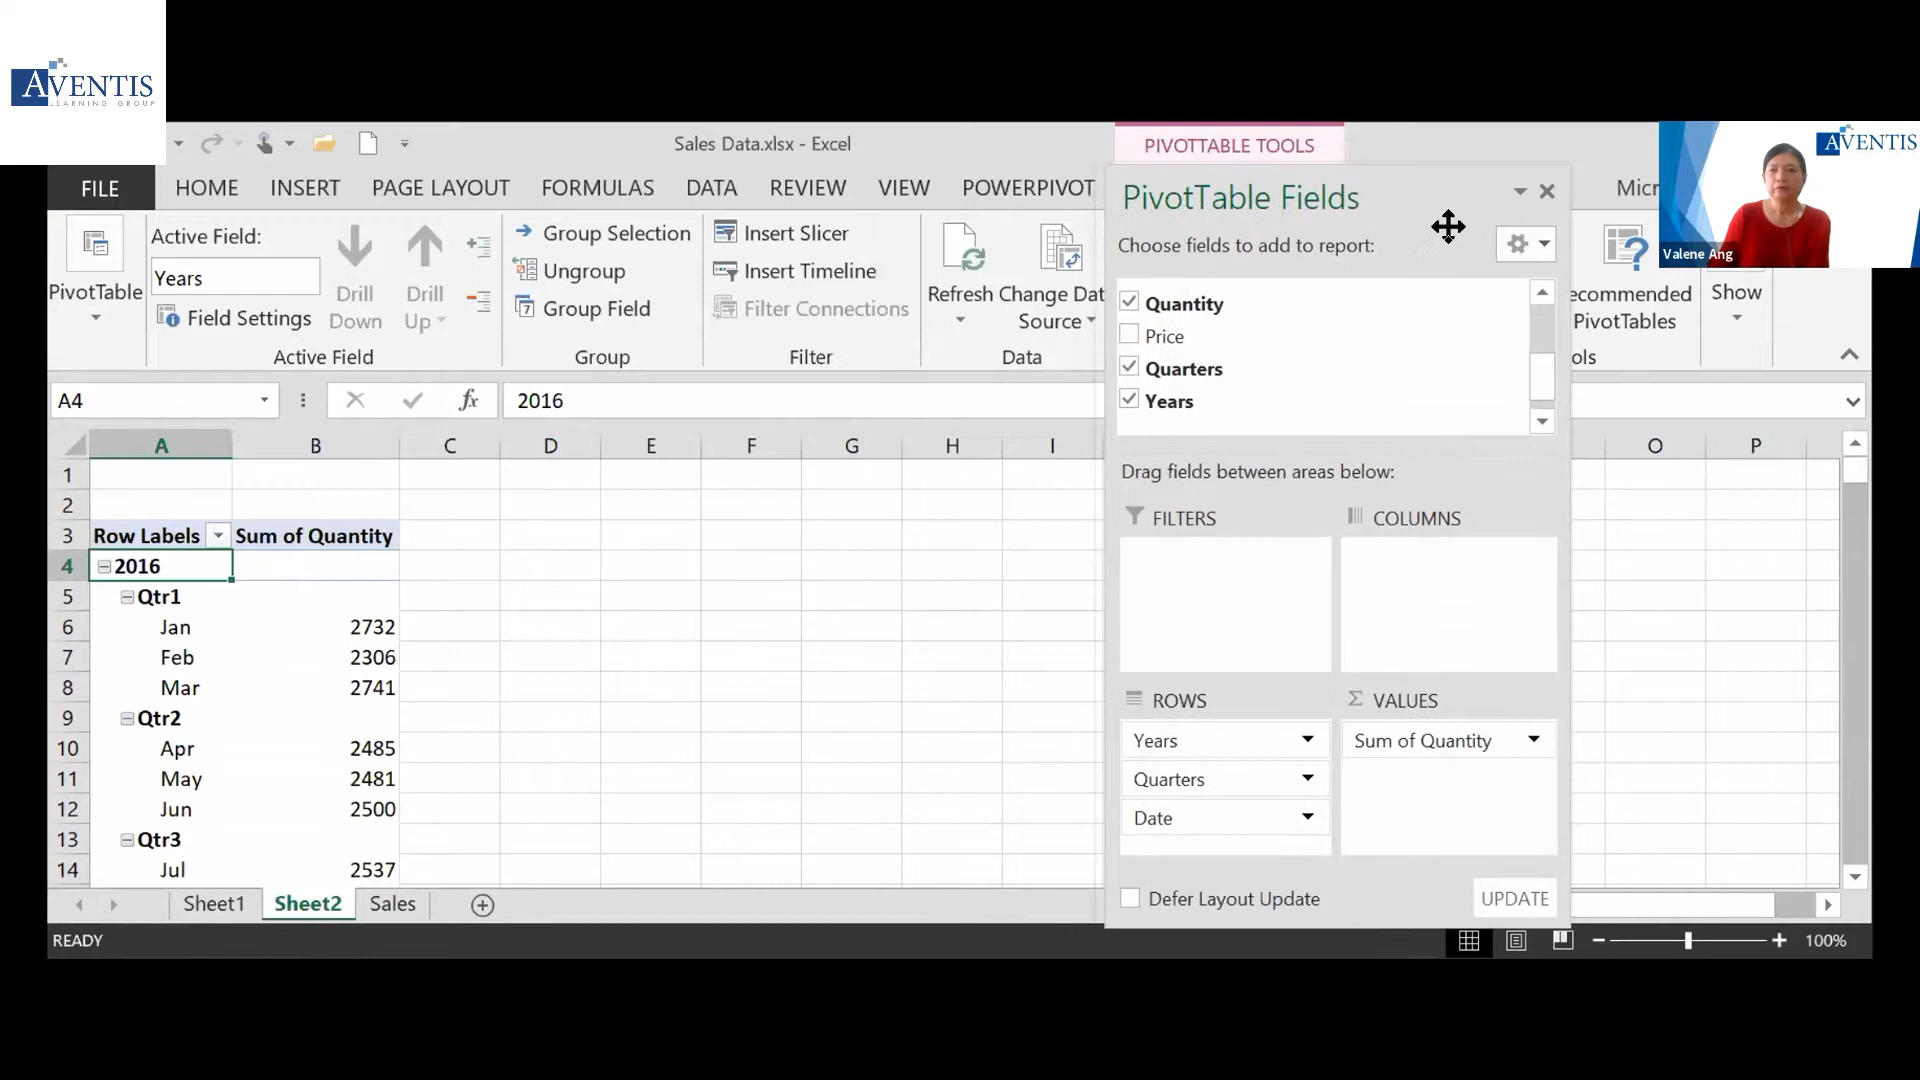 AVENTIS
LEARNING GROUP
Sales Data.xlsx - Excel
PIVOTTABLE TOOLS
AVENTIS
Valene Ang
FILE
HOME
INSERT
PAGE LAYOUT
FORMULAS
DATA
REVIEW
VIEW
POWERPIVOT
Micr
PivotTable
Active Field:
Years
Field Settings
Drill
Down
Drill
Up
Active Field
Group Selection
Ungroup
Group Field
Group
Insert Slicer
Insert Timeline
Filter Connections
Filter
Refresh
Change Dat
Source
Data
ecommended
PivotTables
ols
Show
PivotTable Fields
Choose fields to add to report:
Quantity
Price
Quarters
Years
Drag fields between areas below:
FILTERS
COLUMNS
ROWS
VALUES
Years
Sum of Quantity
Quarters
Date
Defer Layout Update
UPDATE
A4
fx
2016
A B C D E F G H I O P
1
2
3 Row Labels Sum of Quantity
4 2016
5 Qtr1
6 Jan 2732
7 Feb 2306
8 Mar 2741
9 Qtr2
10 Apr 2485
11 May 2481
12 Jun 2500
13 Qtr3
14 Jul 2537
Sheet1 Sheet2 Sales
READY
100%